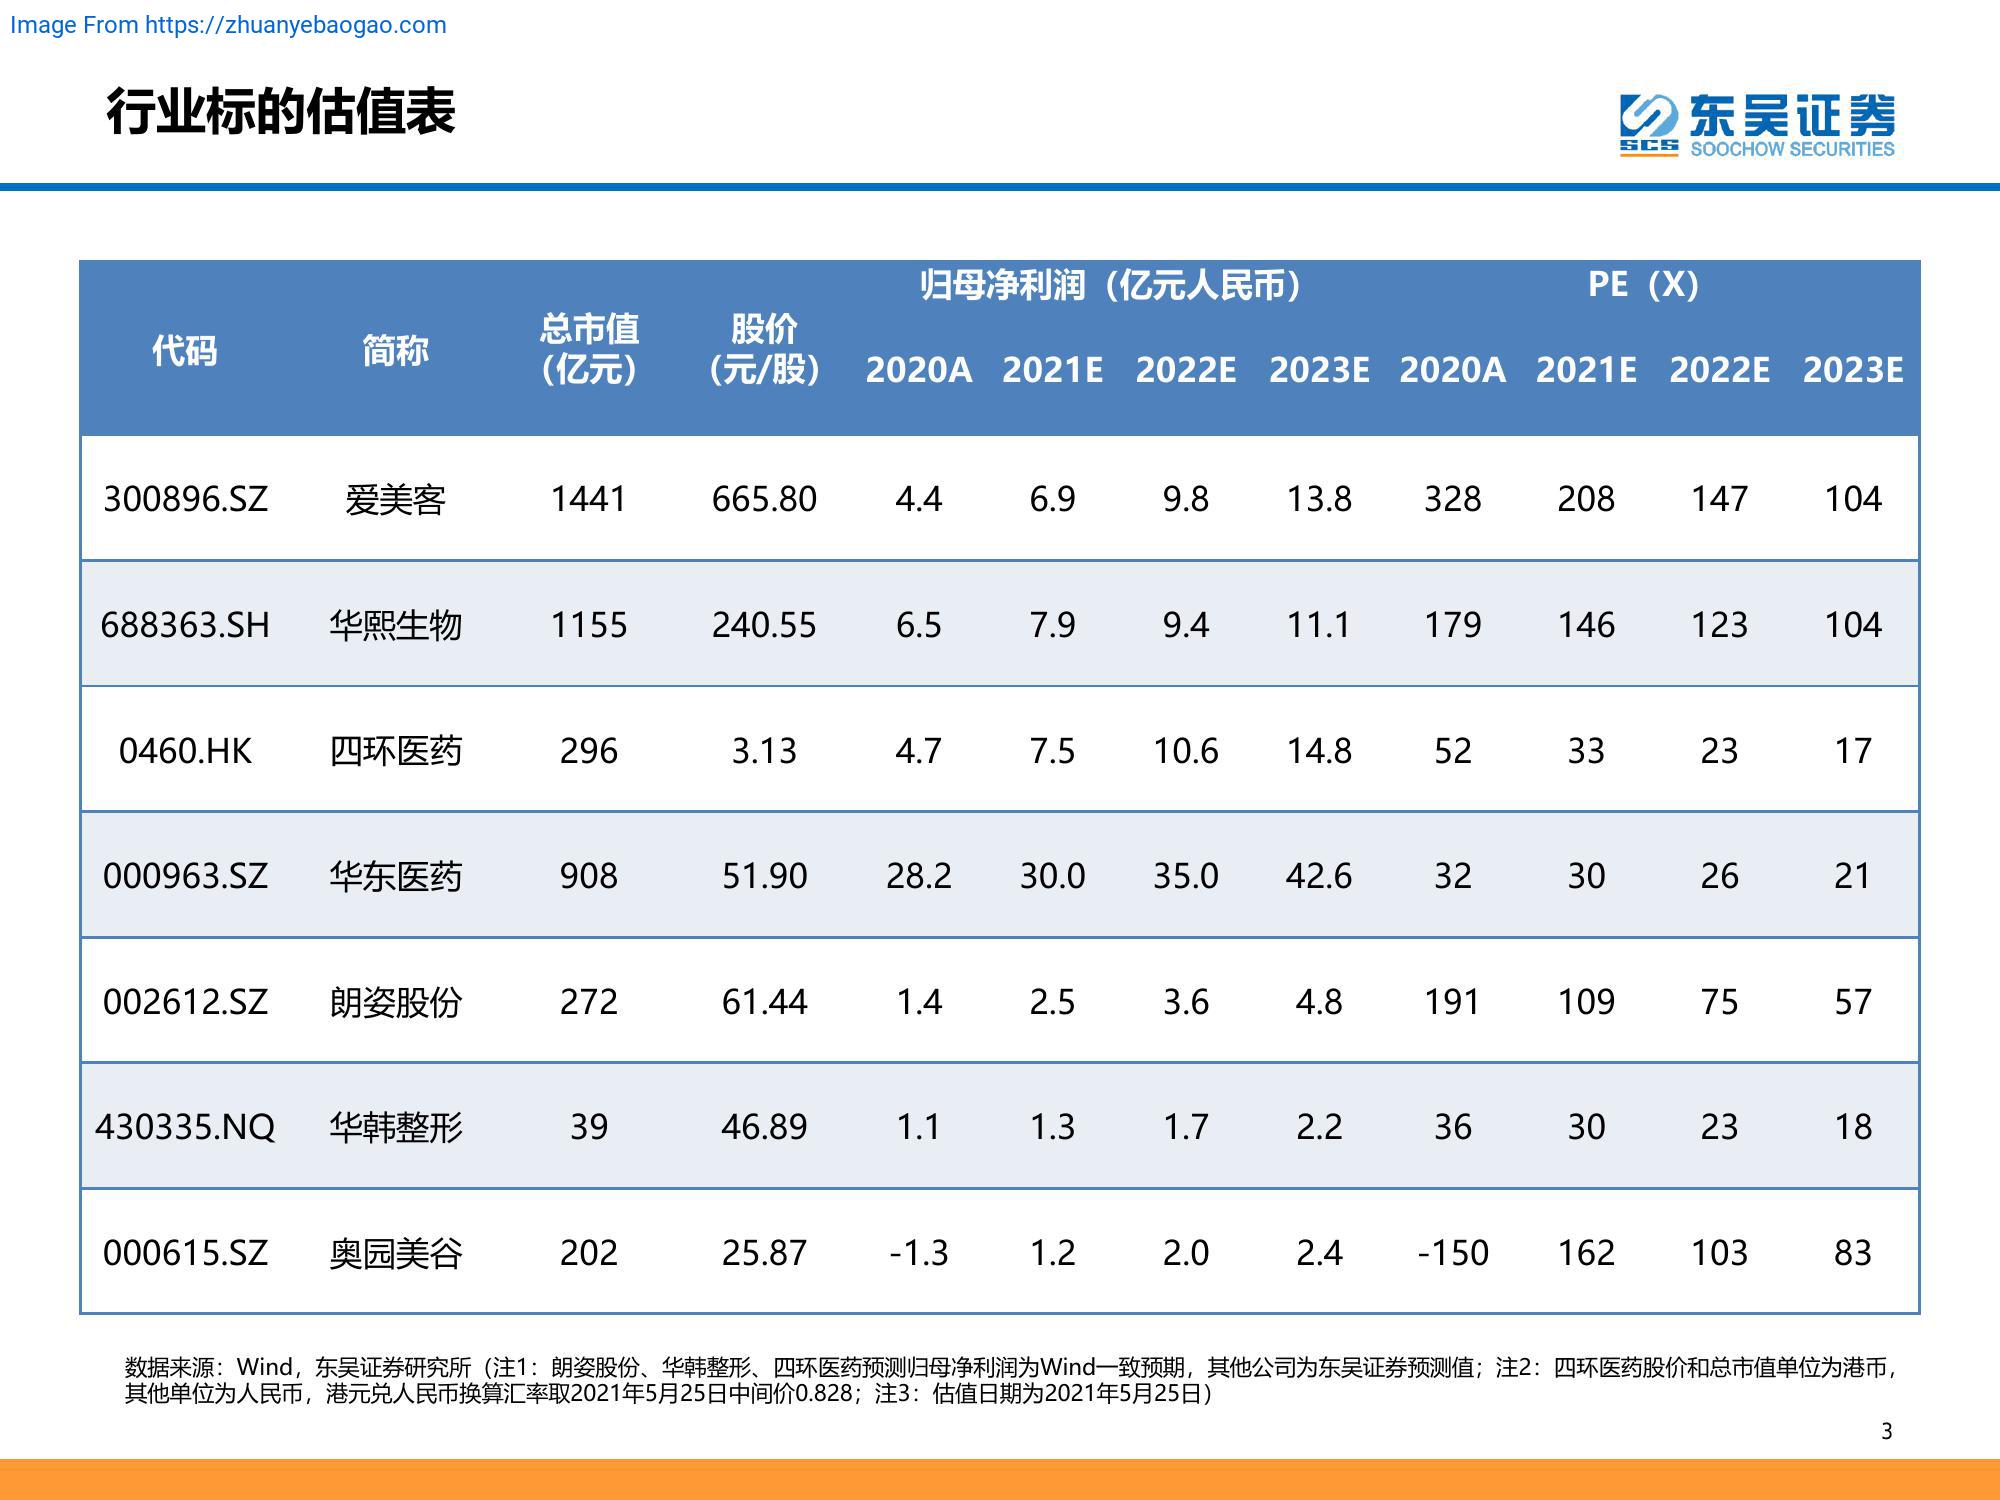 Image From https://zhuanyebaogao.com
行业标的估值表
东吴证券
SCS
SOOCHOW SECURITIES
代码 简称 总市值（亿元） 股价（元/股） 归母净利润（亿元人民币） PE（X）
2020A 2021E 2022E 2023E 2020A 2021E 2022E 2023E
300896.SZ 爱美客 1441 665.80 4.4 6.9 9.8 13.8 328 208 147 104
688363.SH 华熙生物 1155 240.55 6.5 7.9 9.4 11.1 179 146 123 104
0460.HK 四环医药 296 3.13 4.7 7.5 10.6 14.8 52 33 23 17
000963.SZ 华东医药 908 51.90 28.2 30.0 35.0 42.6 32 30 26 21
002612.SZ 朗姿股份 272 61.44 1.4 2.5 3.6 4.8 191 109 75 57
430335.NQ 华韩整形 39 46.89 1.1 1.3 1.7 2.2 36 30 23 18
000615.SZ 奥园美谷 202 25.87 -1.3 1.2 2.0 2.4 -150 162 103 83
数据来源：Wind，东吴证券研究所（注1：朗姿股份、华韩整形、四环医药预测归母净利润为Wind一致预期，其他公司为东吴证券预测值；注2：四环医药股价和总市值单位为港币，
其他单位为人民币，港元兑人民币换算汇率取2021年5月25日中间价0.828；注3：估值日期为2021年5月25日）
3